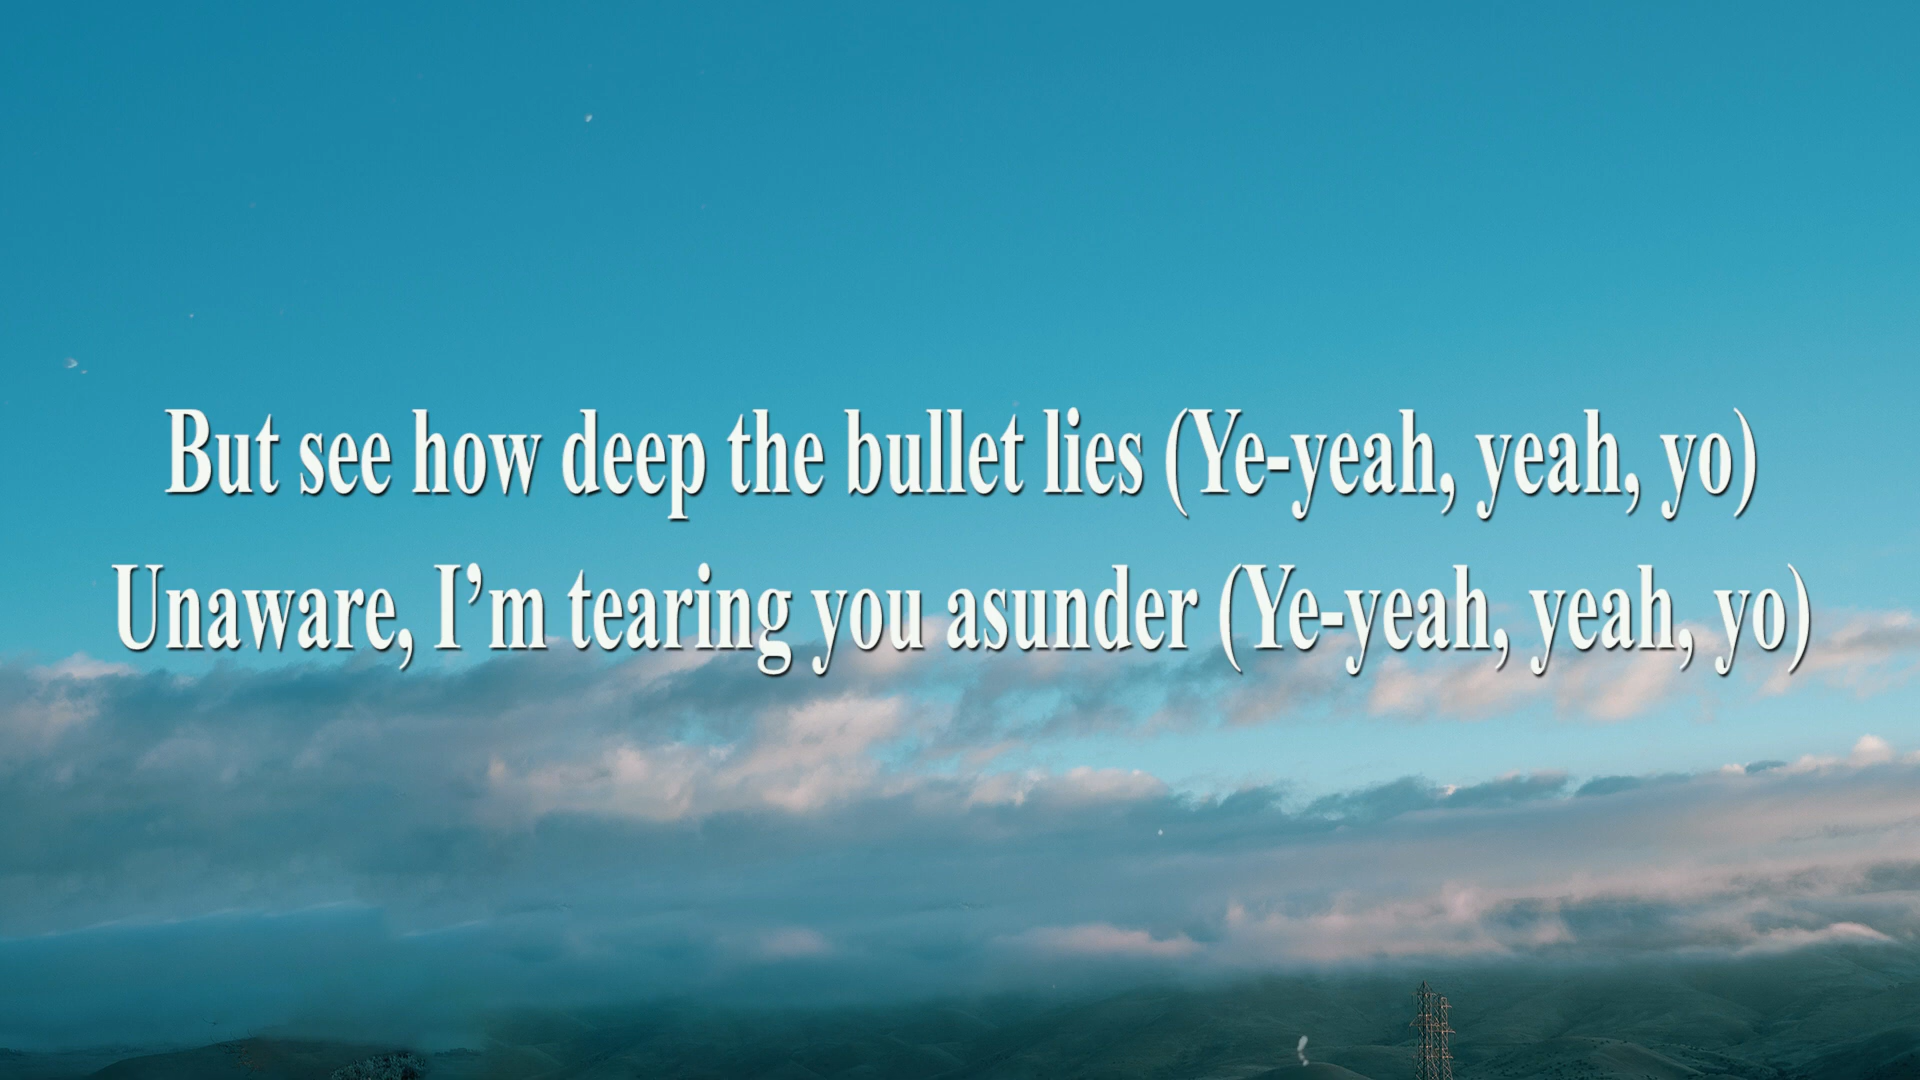 But see how deep the bullet lies (Ye-yeah, yeah, yo)
Unaware, I’m tearing you asunder (Ye-yeah, yeah, yo)